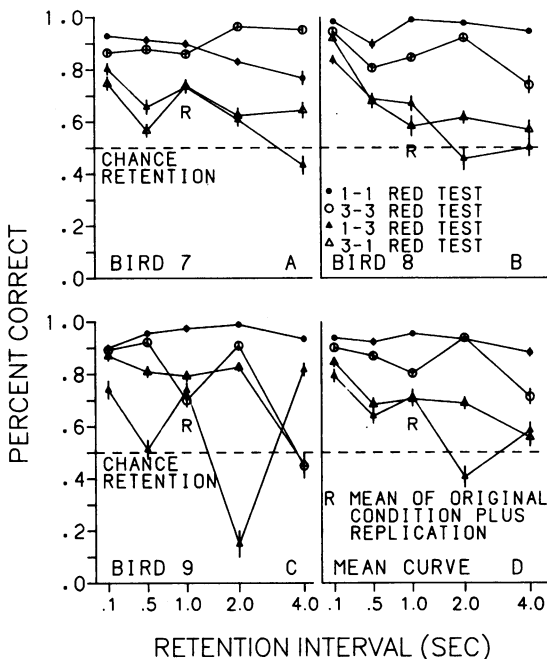 PERCENT CORRECT
1.0
.8
.6
.4
.2
.0
R
CHANCE
RETENTION
BIRD 7 A
R
1-1 RED TEST
3-3 RED TEST
1-3 RED TEST
3-1 RED TEST
BIRD 8 B
1.0
.8
.6
.4
.2
.0
R
CHANCE
RETENTION
BIRD 9 C
R
R MEAN OF ORIGINAL
CONDITION PLUS
REPLICATION
MEAN CURVE D
.1 .5 1.0 2.0 4.0
.1 .5 1.0 2.0 4.0
RETENTION INTERVAL (SEC)